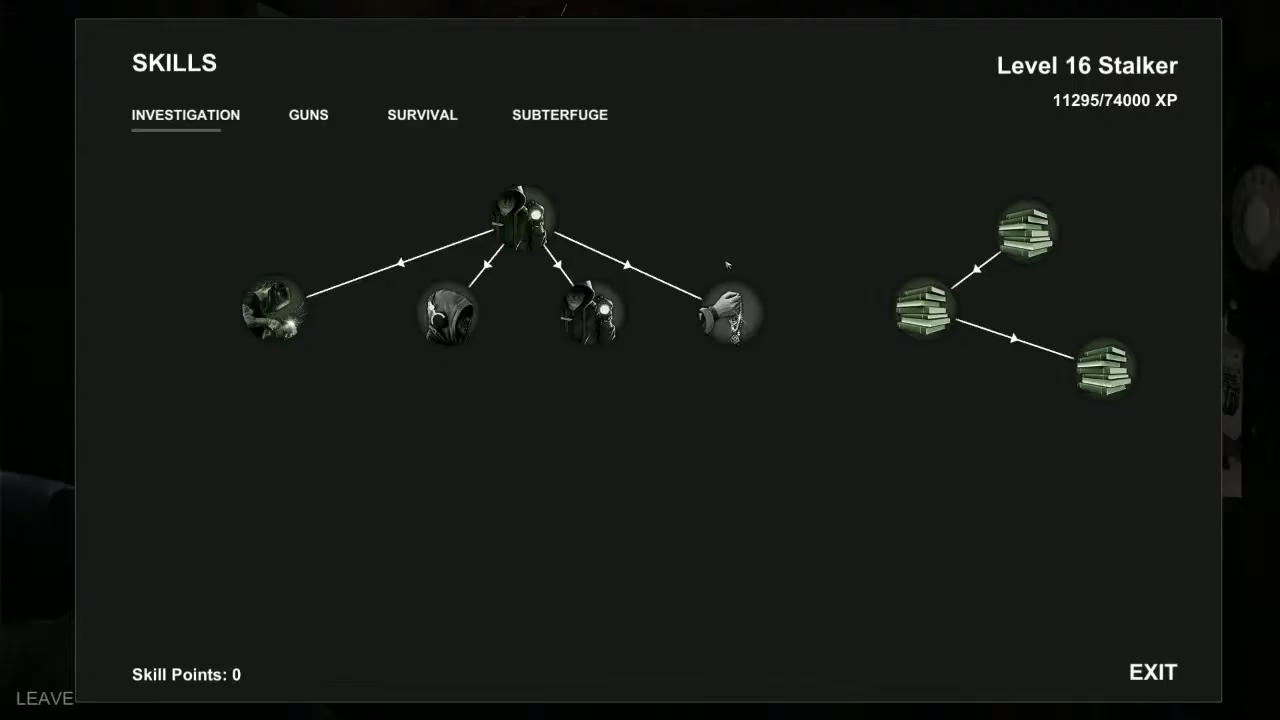 SKILLS
Level 16 Stalker
11295/74000 XP
INVESTIGATION
GUNS
SURVIVAL
SUBTERFUGE
Skill Points: 0
EXIT
LEAVE